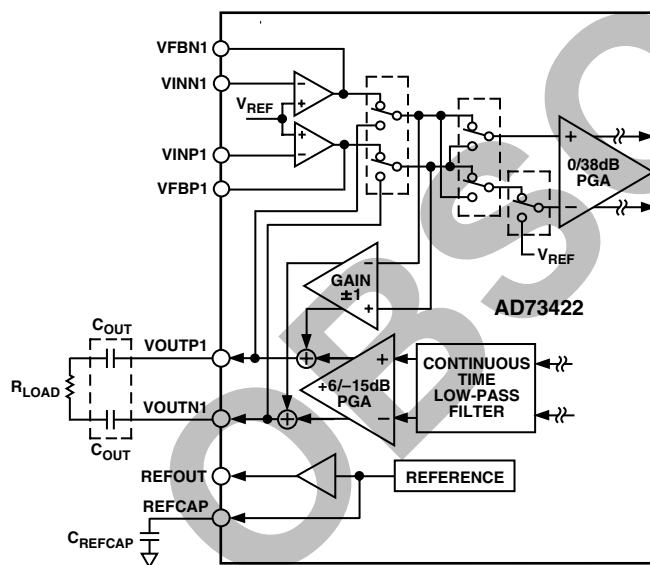 VFBN1
VINN1
VREF
VINP1
VFBP1
0/38dB
PGA
VREF
GAIN
±1
AD73422
COUT
VOUTP1
RLOAD
+6/–15dB
PGA
CONTINUOUS
TIME
LOW-PASS
FILTER
VOUTN1
COUT
REFOUT
REFERENCE
REFCAP
CREFCAP
OBSO